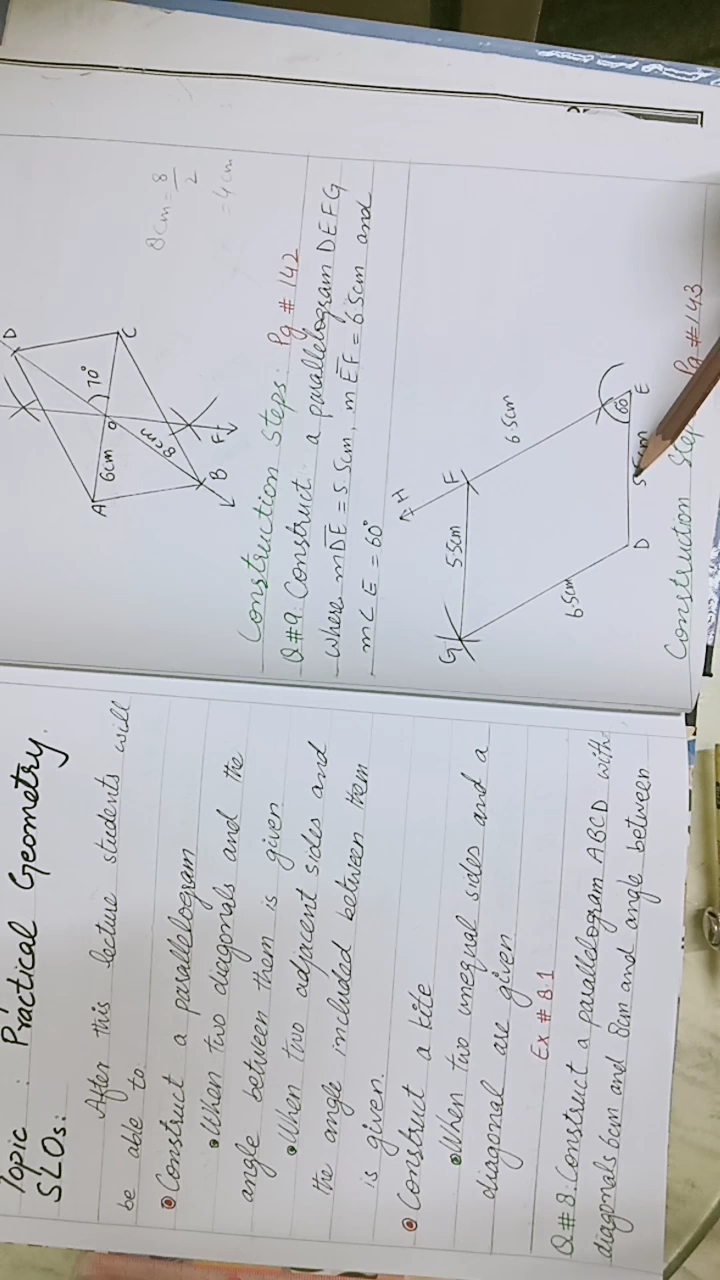 Topic : Practical Geometry.
SLOs:
After this lecture students will
be able to
Construct a parallelogram
When two diagonals and the
angle between them is given
When two adjacent sides and
the angle included between them
is given.
Construct a kite
When two unequal sides and a
diagonal are given
Ex # 8.1
Q #8: Construct a parallelogram ABCD with
diagonals 6cm and 8cm and angle between
D
A
C
B
O
6cm
70°
8cm
F
8cm = 8/2
= 4cm
Construction Steps: Pg # 142
Q#9: Construct a parallelogram DEFG
where mDE = 5.5cm, mEF = 6.5cm and
m∠E = 60°
H
G
F
5.5cm
6.5cm
6.5cm
60°
D
E
Construction Pg #143